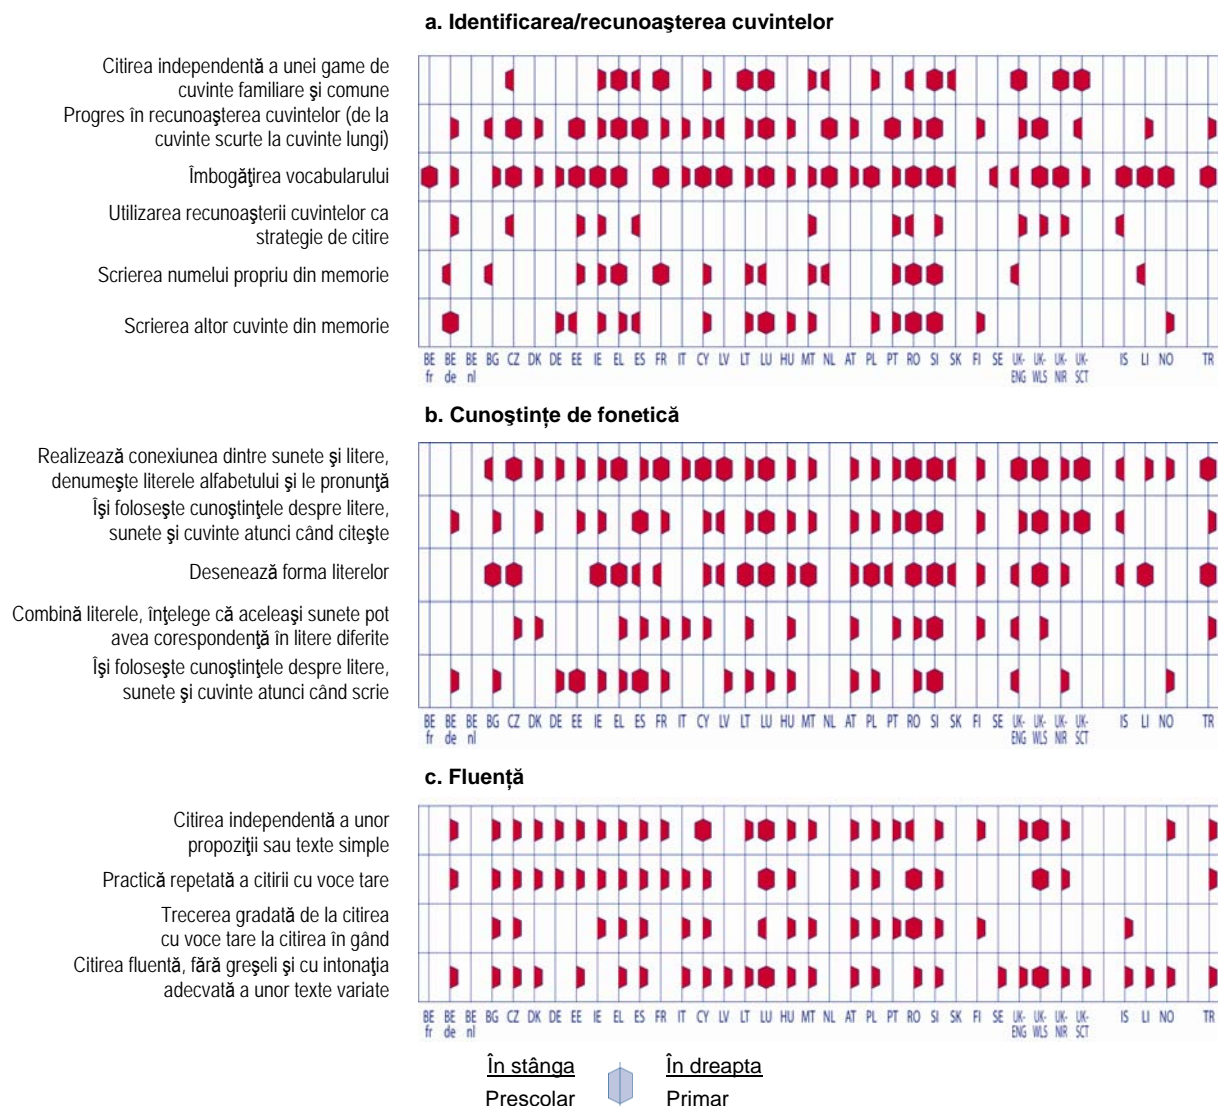 a. Identificarea/recunoaşterea cuvintelor
Citirea independentă a unei game de
cuvinte familiare şi comune
Progres în recunoaşterea cuvintelor (de la
cuvinte scurte la cuvinte lungi)
Îmbogăţirea vocabularului
Utilizarea recunoaşterii cuvintelor ca
strategie de citire
Scrierea numelui propriu din memorie
Scrierea altor cuvinte din memorie
BE BE BE BG CZ DK DE EE IE EL ES FR IT CY LV LT LU HU MT NL AT PL PT RO SI SK FI SE UK- UK- UK- UK- IS LI NO TR
fr de nl ENG WLS NIR SCT
b. Cunoştinţe de fonetică
Realizează conexiunea dintre sunete şi litere,
denumeşte literele alfabetului şi le pronunţă
Îşi foloseşte cunoştinţele despre litere,
sunete şi cuvinte atunci când citeşte
Desenează forma literelor
Combină literele, înţelege că aceleaşi sunete pot
avea corespondenţă în litere diferite
Îşi foloseşte cunoştinţele despre litere,
sunete şi cuvinte atunci când scrie
BE BE BE BG CZ DK DE EE IE EL ES FR IT CY LV LT LU HU MT NL AT PL PT RO SI SK FI SE UK- UK- UK- UK- IS LI NO TR
fr de nl ENG WLS NIR SCT
c. Fluenţă
Citirea independentă a unor
propoziţii sau texte simple
Practică repetată a citirii cu voce tare
Trecerea gradată de la citirea
cu voce tare la citirea în gând
Citirea fluentă, fără greşeli şi cu intonaţia
adecvată a unor texte variate
BE BE BE BG CZ DK DE EE IE EL ES FR IT CY LV LT LU HU MT NL AT PL PT RO SI SK FI SE UK- UK- UK- UK- IS LI NO TR
fr de nl ENG WLS NIR SCT
În stânga În dreapta
Prescolar Primar